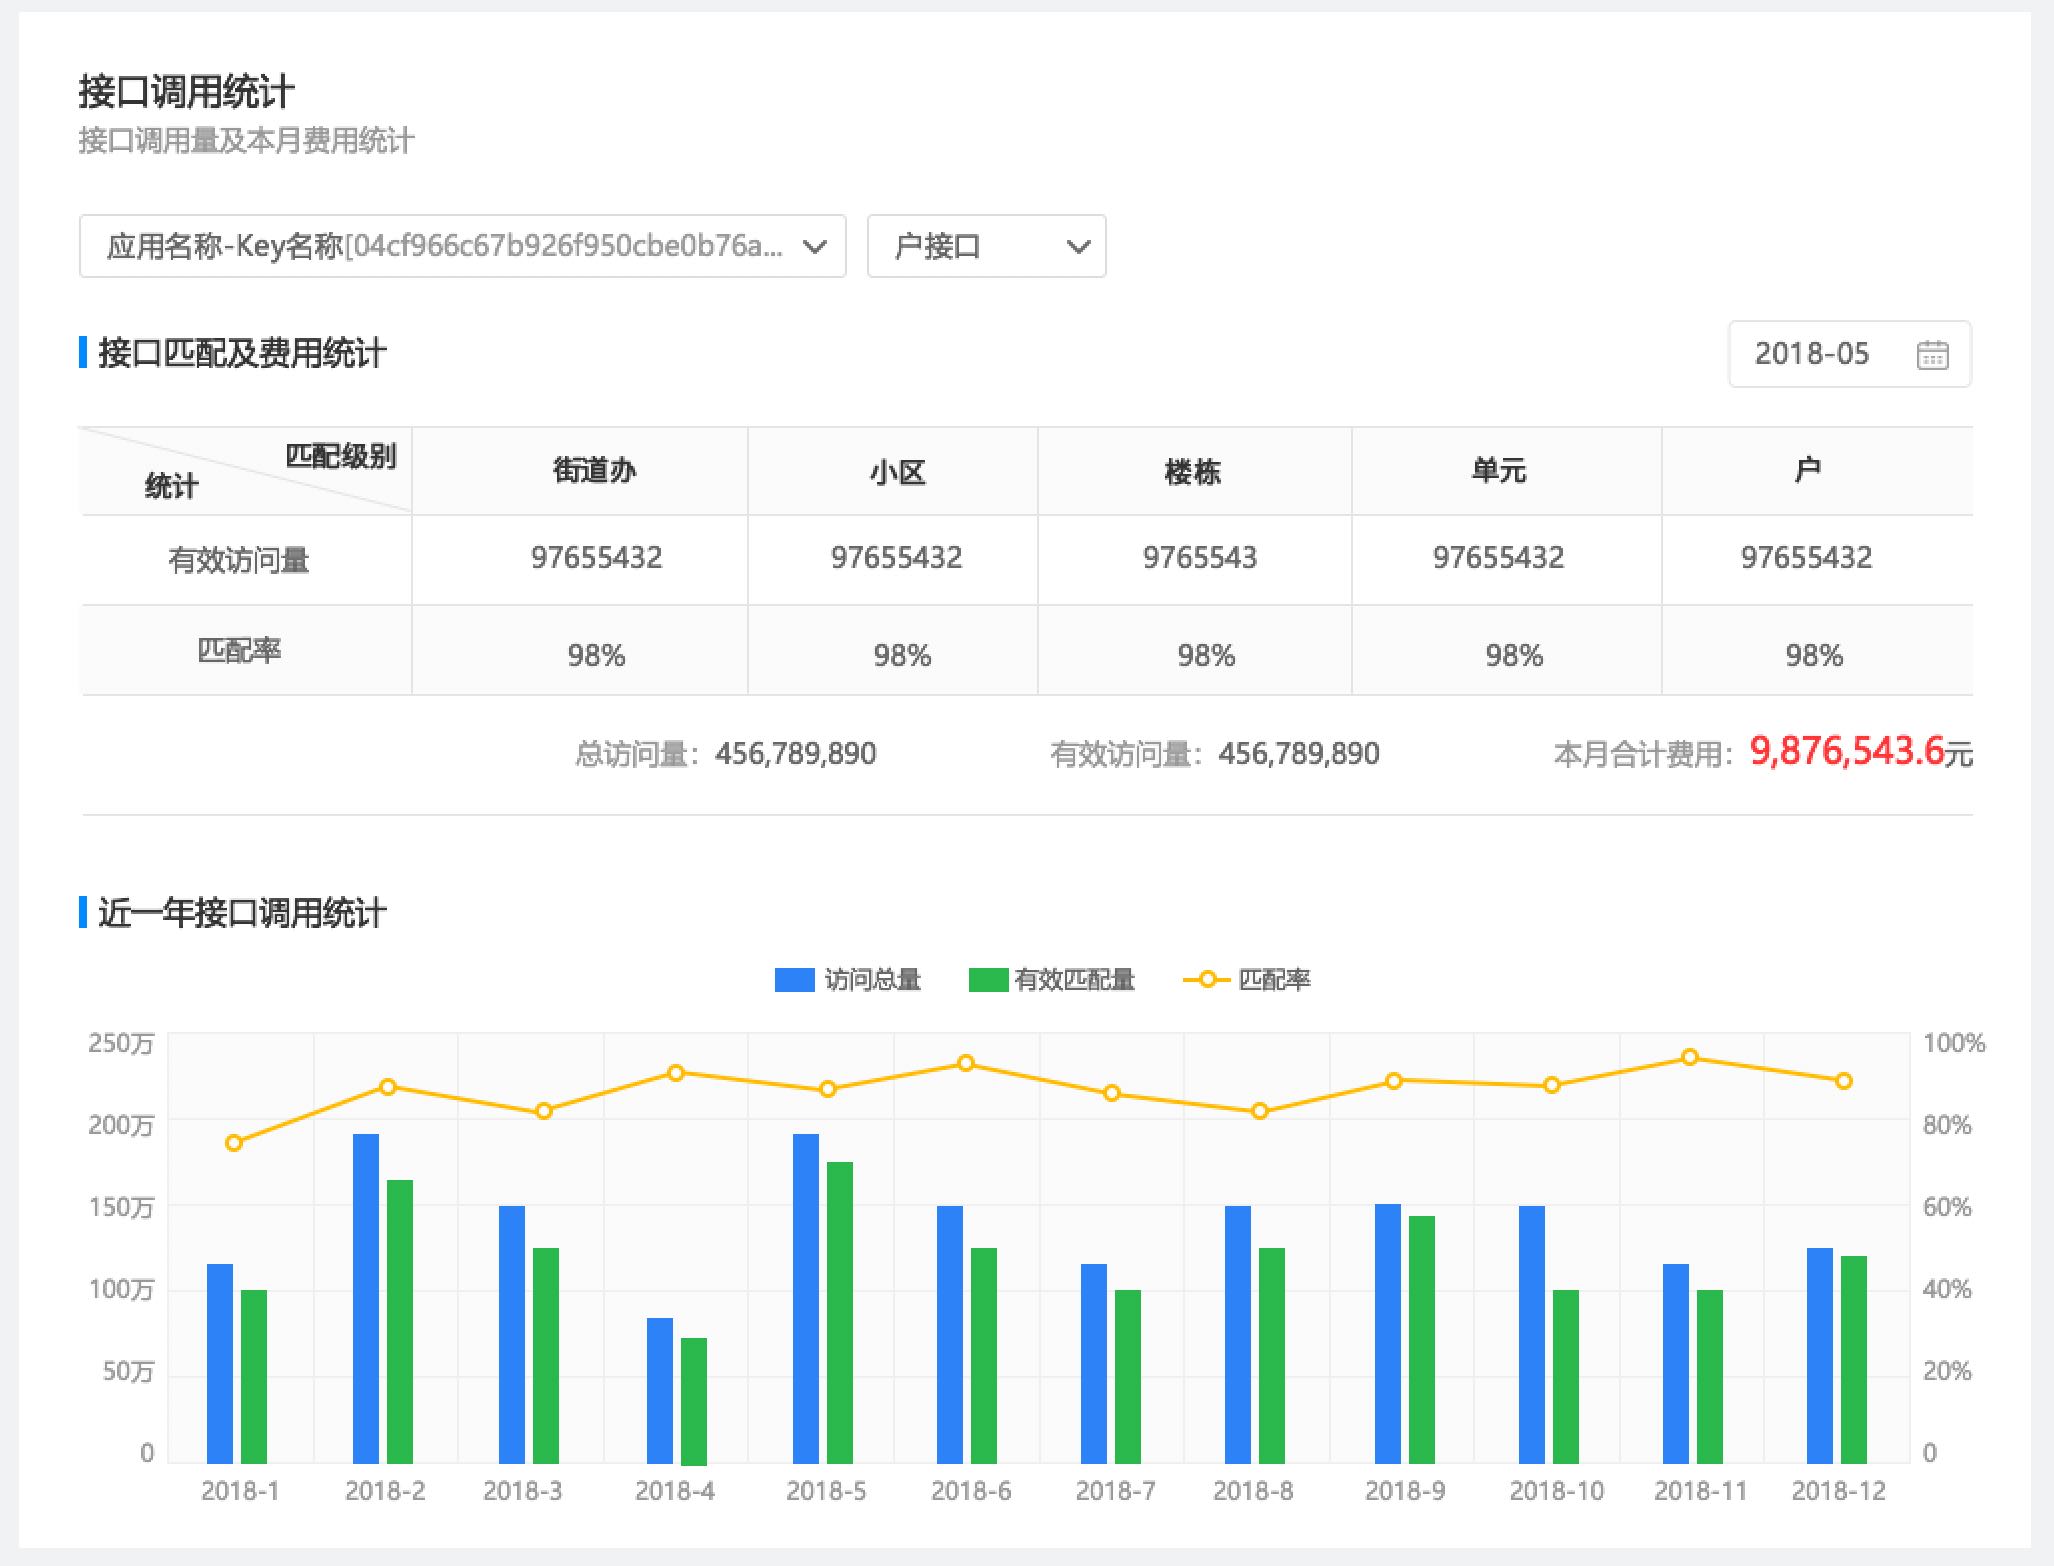 接口调用统计
接口调用量及本月费用统计
应用名称-Key名称[04cf966c67b926f950cbe0b76a... 户接口
接口匹配及费用统计 2018-05
匹配级别 统计 街道办 小区 楼栋 单元 户
有效访问量 97655432 97655432 9765543 97655432 97655432
匹配率 98% 98% 98% 98% 98%
总访问量：456,789,890 有效访问量：456,789,890 本月合计费用：9,876,543.6元
近一年接口调用统计
访问总量 有效匹配量 匹配率
250万 100%
200万 80%
150万 60%
100万 40%
50万 20%
0 0
2018-1 2018-2 2018-3 2018-4 2018-5 2018-6 2018-7 2018-8 2018-9 2018-10 2018-11 2018-12